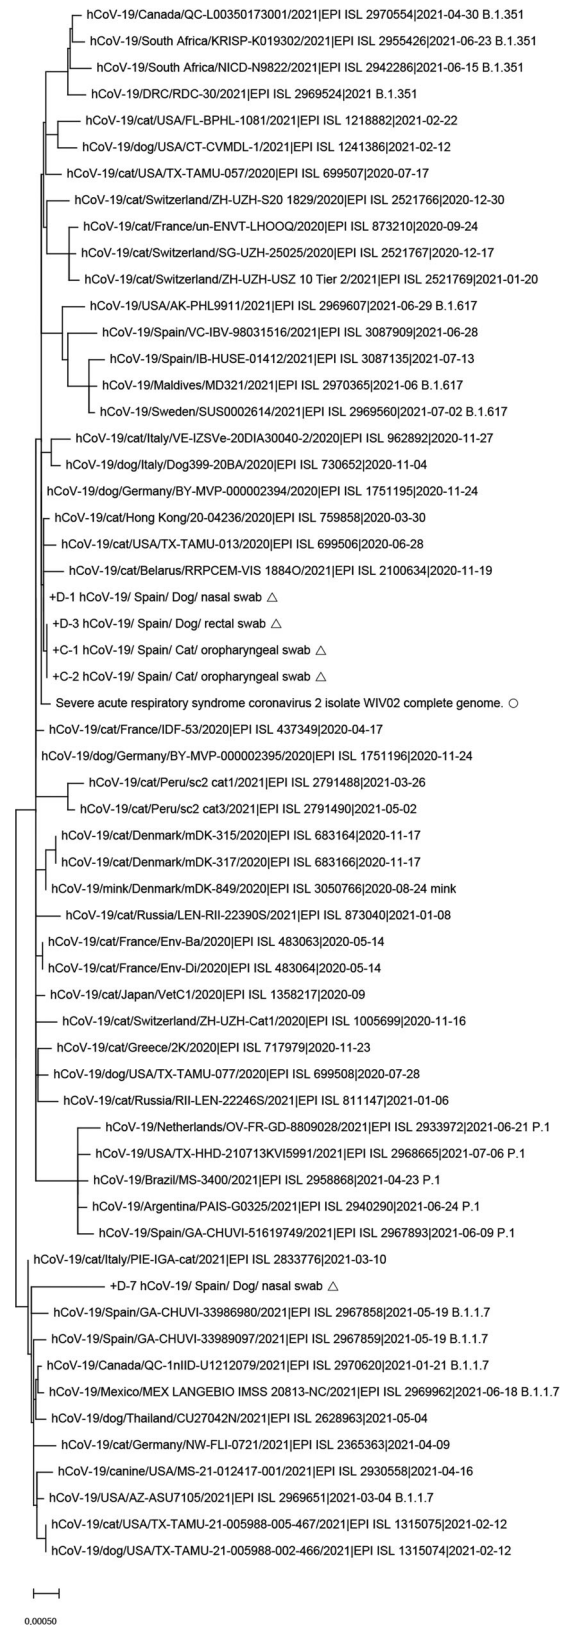 hCoV-19/Canada/QC-L00350173001/2021|EPI ISL 2970554|2021-04-30 B.1.351
hCoV-19/South Africa/KRISP-K019302/2021|EPI ISL 2955426|2021-06-23 B.1.351
hCoV-19/South Africa/NICD-N9822/2021|EPI ISL 2942286|2021-06-15 B.1.351
hCoV-19/DRC/RDC-30/2021|EPI ISL 2969524|2021 B.1.351
hCoV-19/cat/USA/FL-BPHL-1081/2021|EPI ISL 1218882|2021-02-22
hCoV-19/dog/USA/CT-CVMDL-1/2021|EPI ISL 1241386|2021-02-12
hCoV-19/cat/USA/TX-TAMU-057/2020|EPI ISL 699507|2020-07-17
hCoV-19/cat/Switzerland/ZH-UZH-S20 1829/2020|EPI ISL 2521766|2020-12-30
hCoV-19/cat/France/un-ENVT-LHOOQ/2020|EPI ISL 873210|2020-09-24
hCoV-19/cat/Switzerland/SG-UZH-25025/2020|EPI ISL 2521767|2020-12-17
hCoV-19/cat/Switzerland/ZH-UZH-USZ 10 Tier 2/2021|EPI ISL 2521769|2021-01-20
hCoV-19/USA/AK-PHL9911/2021|EPI ISL 2969607|2021-06-29 B.1.617
hCoV-19/Spain/VC-IBV-98031516/2021|EPI ISL 3087909|2021-06-28
hCoV-19/Spain/IB-HUSE-01412/2021|EPI ISL 3087135|2021-07-13
hCoV-19/Maldives/MD321/2021|EPI ISL 2970365|2021-06 B.1.617
hCoV-19/Sweden/SUS0002614/2021|EPI ISL 2969560|2021-07-02 B.1.617
hCoV-19/cat/Italy/VE-IZSVe-20DIA30040-2/2020|EPI ISL 962892|2020-11-27
hCoV-19/dog/Italy/Dog399-20BA/2020|EPI ISL 730652|2020-11-04
hCoV-19/dog/Germany/BY-MVP-000002394/2020|EPI ISL 1751195|2020-11-24
hCoV-19/cat/Hong Kong/20-04236/2020|EPI ISL 759858|2020-03-30
hCoV-19/cat/USA/TX-TAMU-013/2020|EPI ISL 699506|2020-06-28
hCoV-19/cat/Belarus/RRPCEM-VIS 1884O/2021|EPI ISL 2100634|2020-11-19
+D-1 hCoV-19/ Spain/ Dog/ nasal swab △
+D-3 hCoV-19/ Spain/ Dog/ rectal swab △
+C-1 hCoV-19/ Spain/ Cat/ oropharyngeal swab △
+C-2 hCoV-19/ Spain/ Cat/ oropharyngeal swab △
Severe acute respiratory syndrome coronavirus 2 isolate WIV02 complete genome. ○
hCoV-19/cat/France/IDF-53/2020|EPI ISL 437349|2020-04-17
hCoV-19/dog/Germany/BY-MVP-000002395/2020|EPI ISL 1751196|2020-11-24
hCoV-19/cat/Peru/sc2 cat1/2021|EPI ISL 2791488|2021-03-26
hCoV-19/cat/Peru/sc2 cat3/2021|EPI ISL 2791490|2021-05-02
hCoV-19/cat/Denmark/mDK-315/2020|EPI ISL 683164|2020-11-17
hCoV-19/cat/Denmark/mDK-317/2020|EPI ISL 683166|2020-11-17
hCoV-19/mink/Denmark/mDK-849/2020|EPI ISL 3050766|2020-08-24 mink
hCoV-19/cat/Russia/LEN-RII-22390S/2021|EPI ISL 873040|2021-01-08
hCoV-19/cat/France/Env-Ba/2020|EPI ISL 483063|2020-05-14
hCoV-19/cat/France/Env-Di/2020|EPI ISL 483064|2020-05-14
hCoV-19/cat/Japan/VetC1/2020|EPI ISL 1358217|2020-09
hCoV-19/cat/Switzerland/ZH-UZH-Cat1/2020|EPI ISL 1005699|2020-11-16
hCoV-19/cat/Greece/2K/2020|EPI ISL 717979|2020-11-23
hCoV-19/dog/USA/TX-TAMU-077/2020|EPI ISL 699508|2020-07-28
hCoV-19/cat/Russia/RII-LEN-22246S/2021|EPI ISL 811147|2021-01-06
hCoV-19/Netherlands/OV-FR-GD-8809028/2021|EPI ISL 2933972|2021-06-21 P.1
hCoV-19/USA/TX-HHD-210713KVI5991/2021|EPI ISL 2968665|2021-07-06 P.1
hCoV-19/Brazil/MS-3400/2021|EPI ISL 2958868|2021-04-23 P.1
hCoV-19/Argentina/PAIS-G0325/2021|EPI ISL 2940290|2021-06-24 P.1
hCoV-19/Spain/GA-CHUVI-51619749/2021|EPI ISL 2967893|2021-06-09 P.1
hCoV-19/cat/Italy/PIE-IGA-cat/2021|EPI ISL 2833776|2021-03-10
+D-7 hCoV-19/ Spain/ Dog/ nasal swab △
hCoV-19/Spain/GA-CHUVI-33986980/2021|EPI ISL 2967858|2021-05-19 B.1.1.7
hCoV-19/Spain/GA-CHUVI-33989097/2021|EPI ISL 2967859|2021-05-19 B.1.1.7
hCoV-19/Canada/QC-1nIID-U1212079/2021|EPI ISL 2970620|2021-01-21 B.1.1.7
hCoV-19/Mexico/MEX LANGEBIO IMSS 20813-NC/2021|EPI ISL 2969962|2021-06-18 B.1.1.7
hCoV-19/dog/Thailand/CU27042N/2021|EPI ISL 2628963|2021-05-04
hCoV-19/cat/Germany/NW-FLI-0721/2021|EPI ISL 2365363|2021-04-09
hCoV-19/canine/USA/MS-21-012417-001/2021|EPI ISL 2930558|2021-04-16
hCoV-19/USA/AZ-ASU7105/2021|EPI ISL 2969651|2021-03-04 B.1.1.7
hCoV-19/cat/USA/TX-TAMU-21-005988-005-467/2021|EPI ISL 1315075|2021-02-12
hCoV-19/dog/USA/TX-TAMU-21-005988-002-466/2021|EPI ISL 1315074|2021-02-12
0,00050